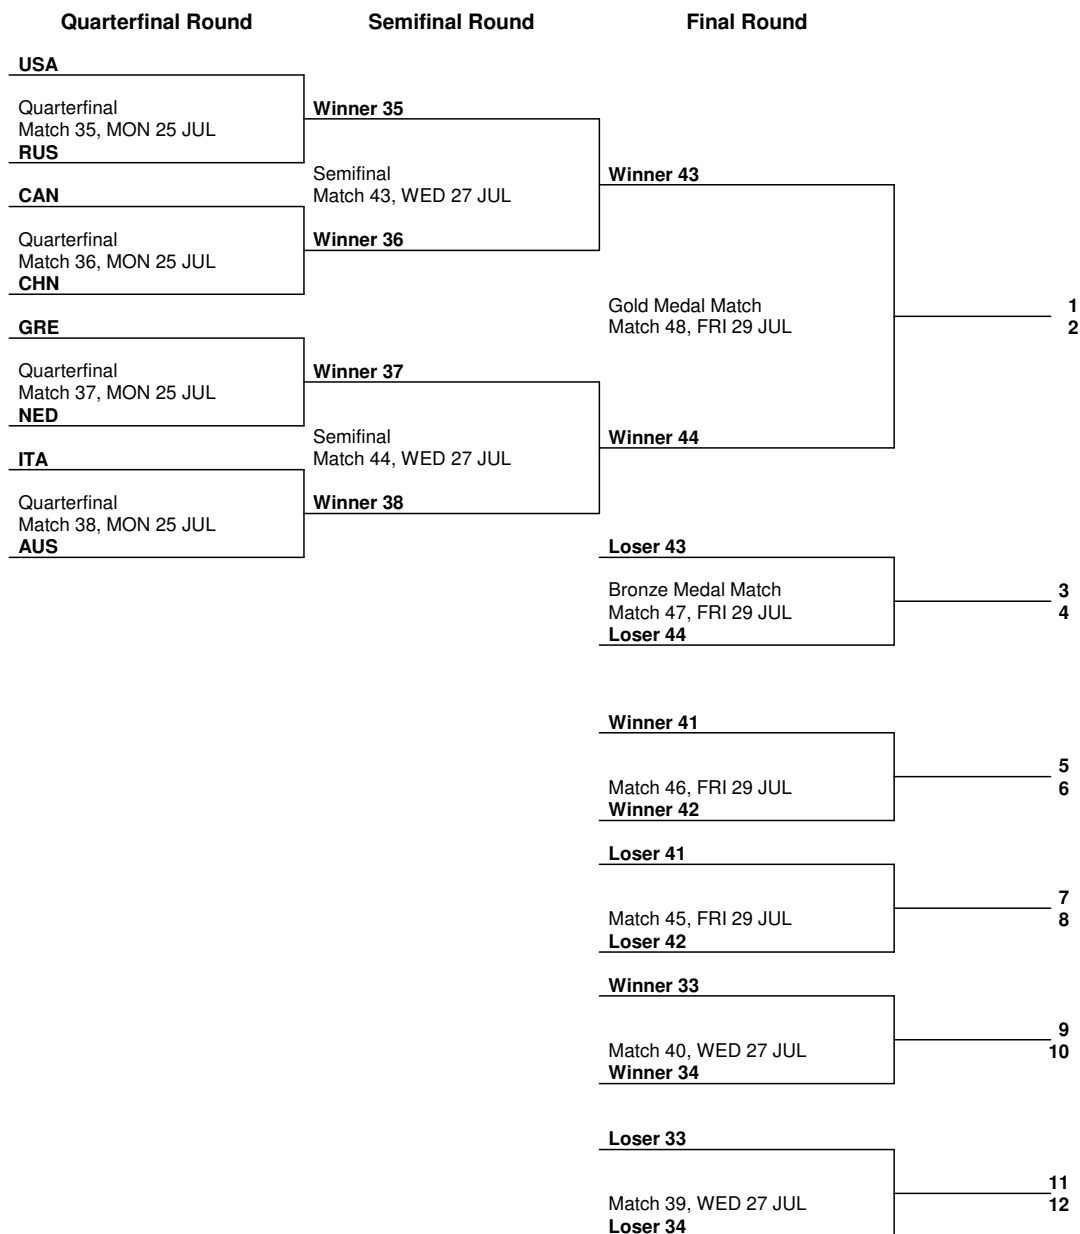 Quarterfinal Round
Semifinal Round
Final Round
USA
Quarterfinal
Match 35, MON 25 JUL
RUS
CAN
Quarterfinal
Match 36, MON 25 JUL
CHN
GRE
Quarterfinal
Match 37, MON 25 JUL
NED
ITA
Quarterfinal
Match 38, MON 25 JUL
AUS
Winner 35
Semifinal
Match 43, WED 27 JUL
Winner 36
Winner 37
Semifinal
Match 44, WED 27 JUL
Winner 38
Winner 43
Gold Medal Match
Match 48, FRI 29 JUL
Winner 44
1
2
Loser 43
Bronze Medal Match
Match 47, FRI 29 JUL
Loser 44
3
4
Winner 41
Match 46, FRI 29 JUL
Winner 42
5
6
Loser 41
Match 45, FRI 29 JUL
Loser 42
7
8
Winner 33
Match 40, WED 27 JUL
Winner 34
9
10
Loser 33
Match 39, WED 27 JUL
Loser 34
11
12